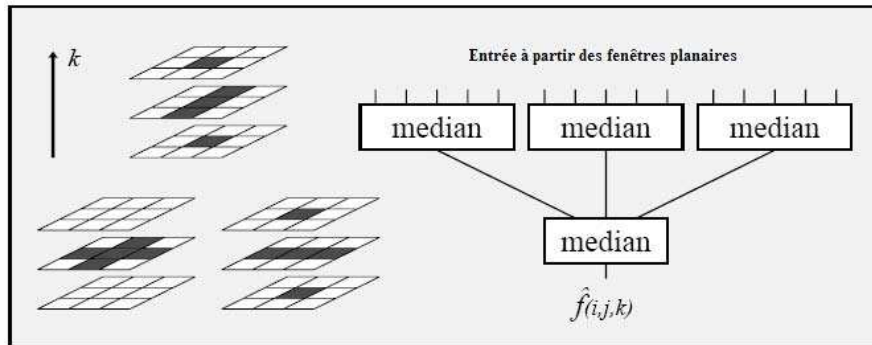 k
Entrée à partir des fenêtres planaires
median median median
median
f̂(i,j,k)